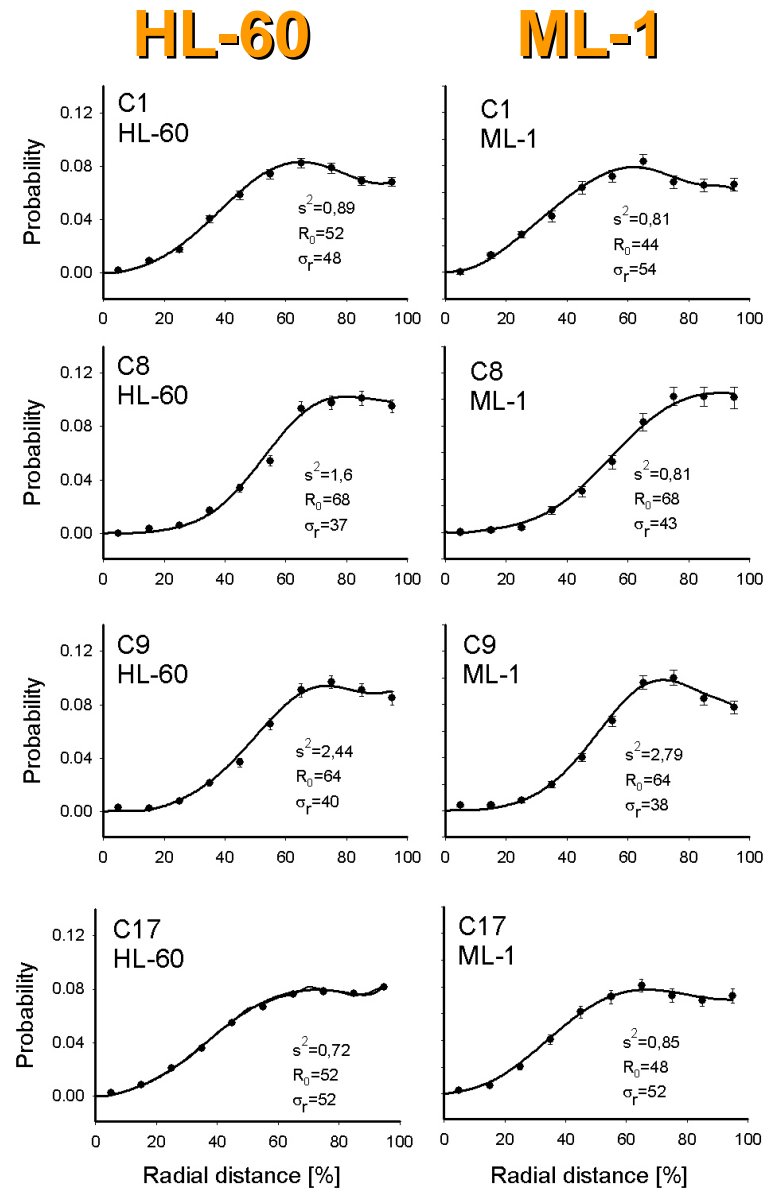 HL-60 ML-1
C1
HL-60
0.12
0.08
0.04
0.00
Probability
s²=0,89
R₀=52
σᵣ=48
0 20 40 60 80 100
C1
ML-1
s²=0,81
R₀=44
σᵣ=54
0 20 40 60 80 100
C8
HL-60
0.12
0.08
0.04
0.00
Probability
s²=1,6
R₀=68
σᵣ=37
0 20 40 60 80 100
C8
ML-1
s²=0,81
R₀=68
σᵣ=43
0 20 40 60 80 100
C9
HL-60
0.12
0.08
0.04
0.00
Probability
s²=2,44
R₀=64
σᵣ=40
0 20 40 60 80 100
C9
ML-1
s²=2,79
R₀=64
σᵣ=38
0 20 40 60 80 100
C17
HL-60
0.12
0.08
0.04
0.00
Probability
s²=0,72
R₀=52
σᵣ=52
0 20 40 60 80 100
Radial distance [%]
C17
ML-1
s²=0,85
R₀=48
σᵣ=52
0 20 40 60 80 100
Radial distance [%]